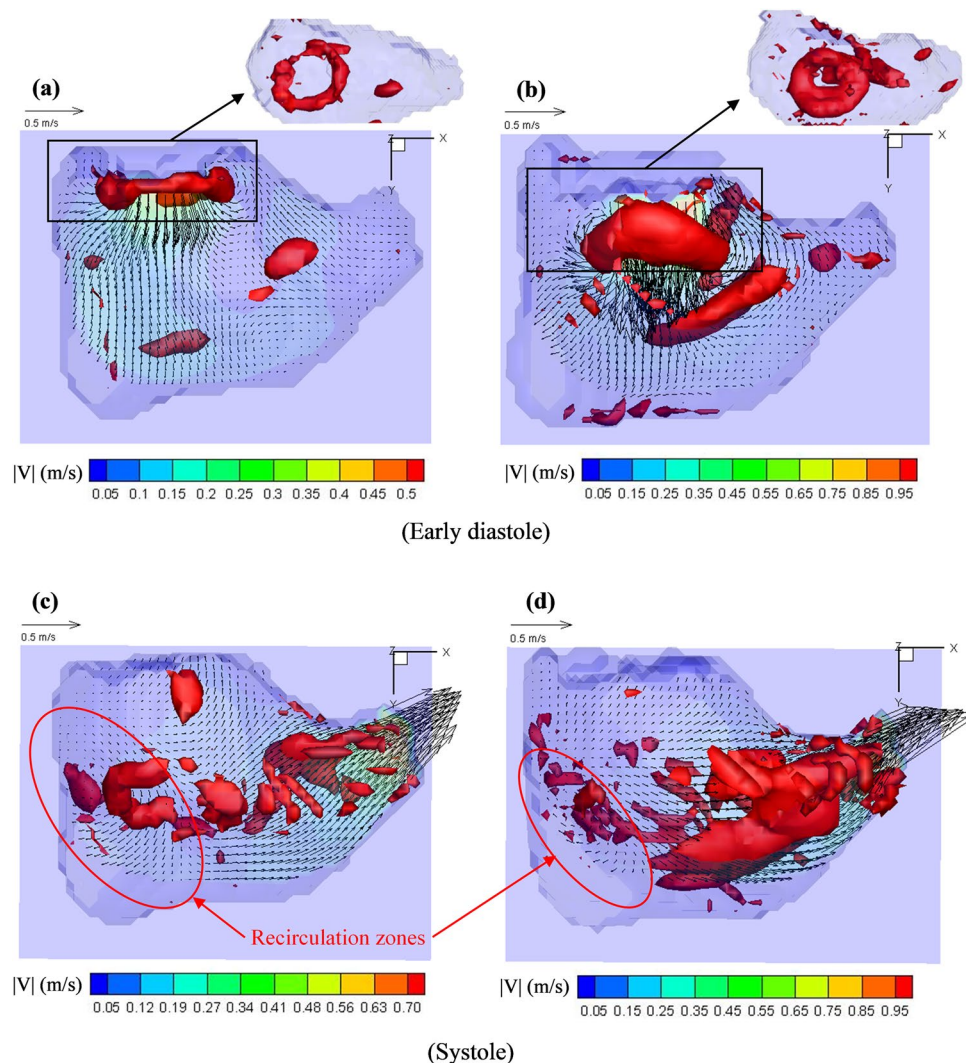 (a)
0.5 m/s
Z
X
Y
(b)
0.5 m/s
Z
X
Y
|V| (m/s)
0.05 0.1 0.15 0.2 0.25 0.3 0.35 0.4 0.45 0.5
|V| (m/s)
0.05 0.15 0.25 0.35 0.45 0.55 0.65 0.75 0.85 0.95
(Early diastole)
(c)
0.5 m/s
Z
X
Y
(d)
0.5 m/s
Z
X
Y
Recirculation zones
|V| (m/s)
0.05 0.12 0.19 0.27 0.34 0.41 0.48 0.56 0.63 0.70
|V| (m/s)
0.05 0.15 0.25 0.35 0.45 0.55 0.65 0.75 0.85 0.95
(Systole)